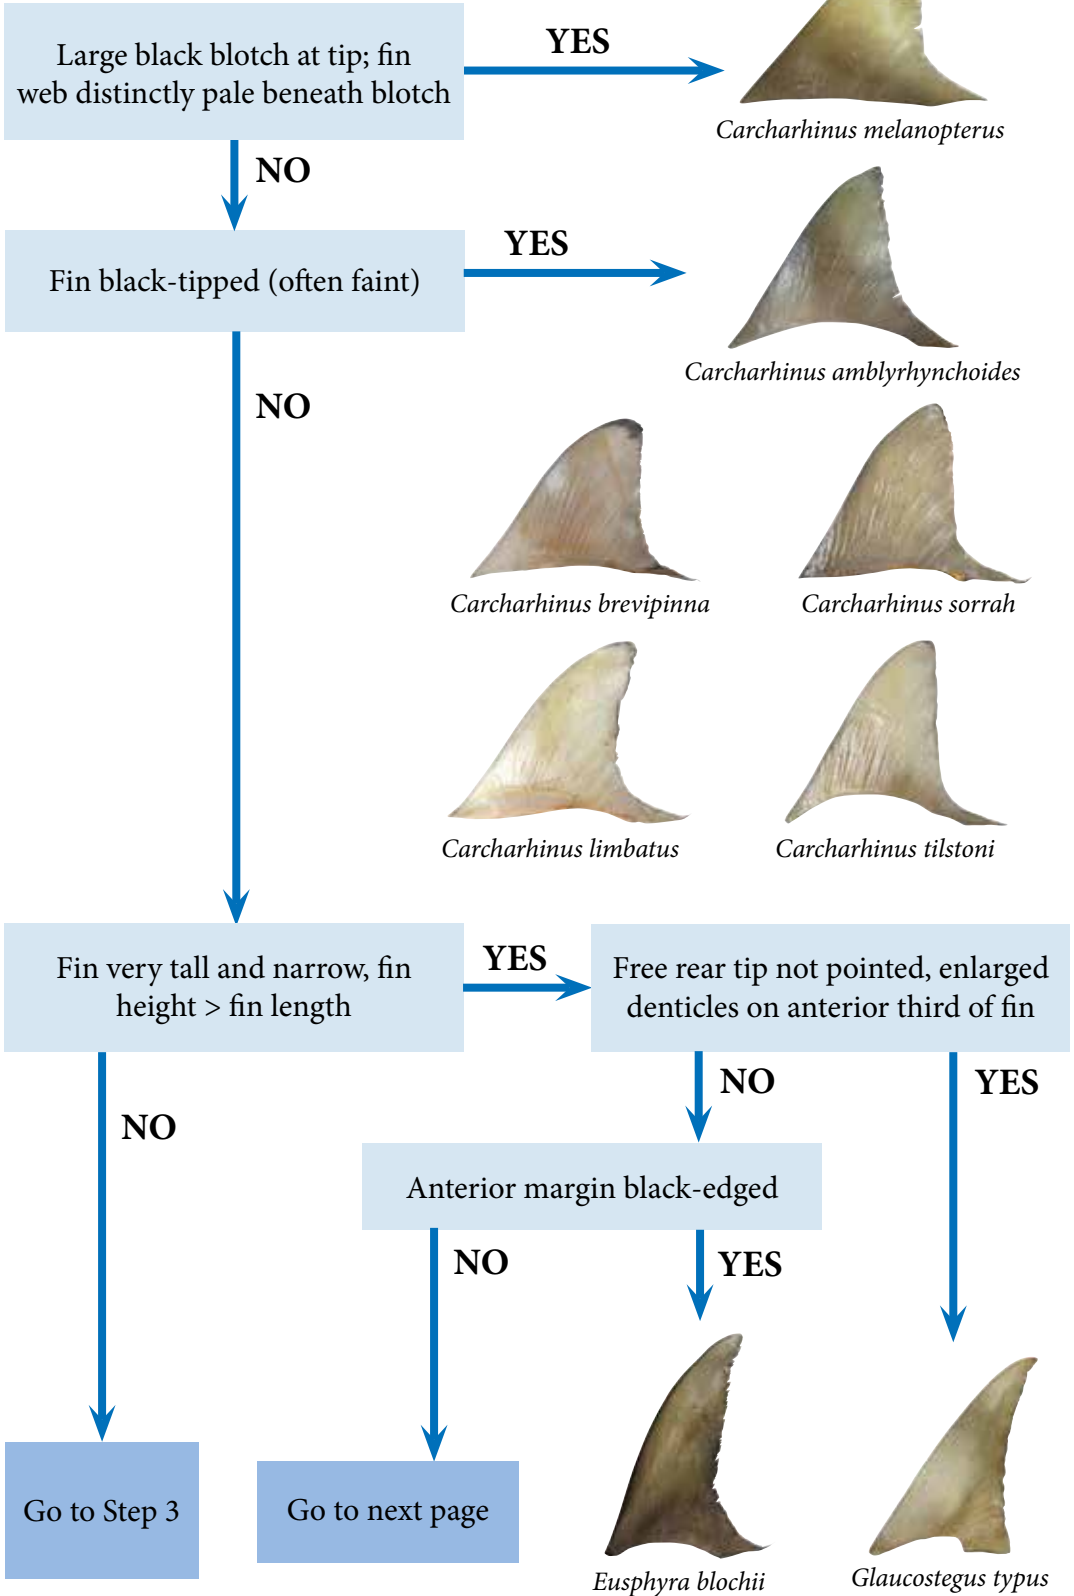 Large black blotch at tip; fin
web distinctly pale beneath blotch
YES
Carcharhinus melanopterus
NO
Fin black-tipped (often faint)
YES
Carcharhinus amblyrhynchoides
NO
Carcharhinus brevipinna
Carcharhinus sorrah
Carcharhinus limbatus
Carcharhinus tilstoni
Fin very tall and narrow, fin
height > fin length
YES
Free rear tip not pointed, enlarged
denticles on anterior third of fin
NO
NO
YES
Anterior margin black-edged
NO
YES
Go to Step 3
Go to next page
Eusphyra blochii
Glaucostegus typus